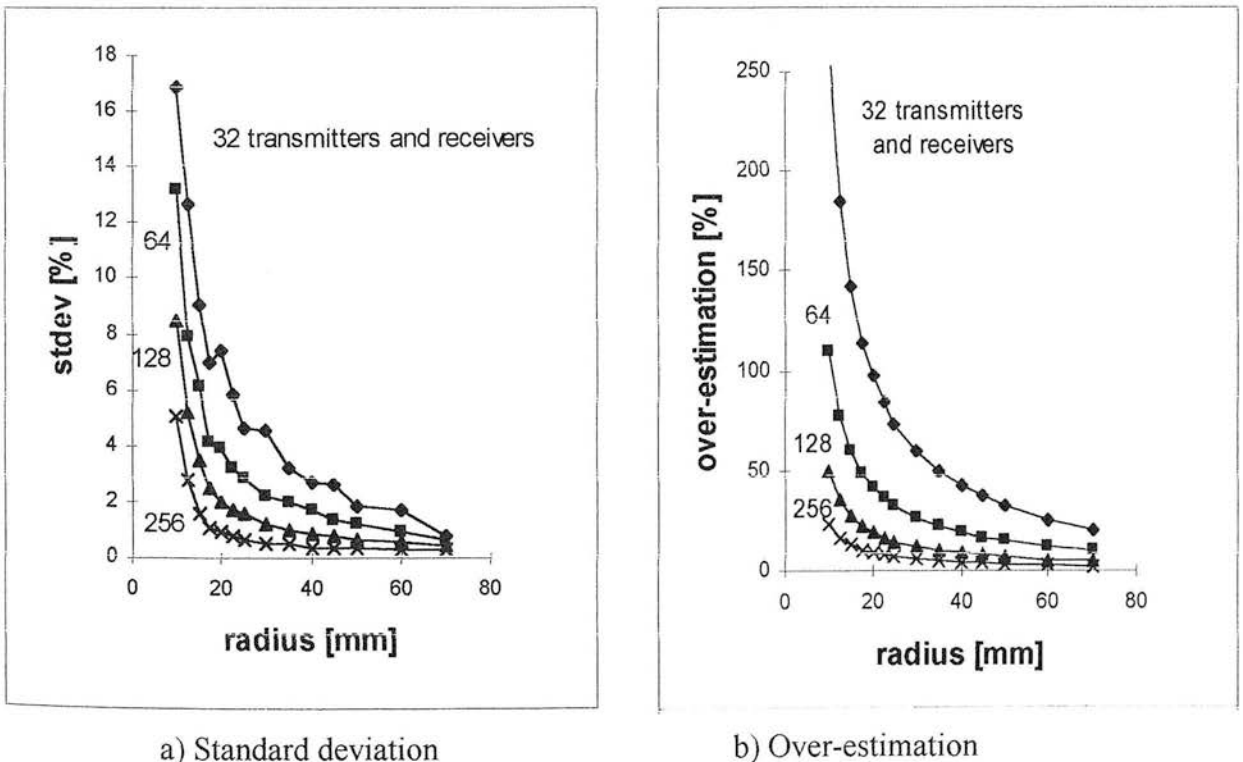 18
16
14
12
10
8
6
4
2
0
0 20 40 60 80
stdev [%]
radius [mm]
32 transmitters and receivers
64
128
256
250
200
150
100
50
0
0 20 40 60 80
over-estimation [%]
radius [mm]
32 transmitters
and receivers
64
128
256
a) Standard deviation
b) Over-estimation